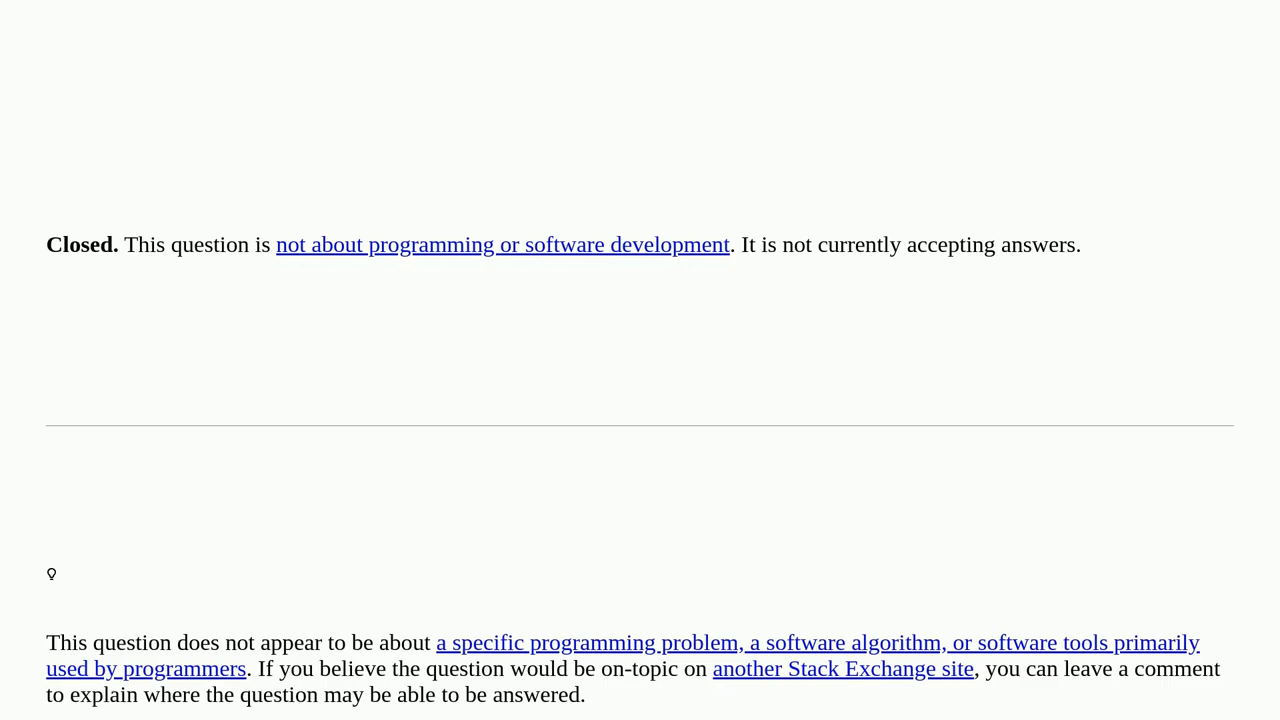 Closed. This question is not about programming or software development. It is not currently accepting answers.
This question does not appear to be about a specific programming problem, a software algorithm, or software tools primarily
used by programmers. If you believe the question would be on-topic on another Stack Exchange site, you can leave a comment
to explain where the question may be able to be answered.